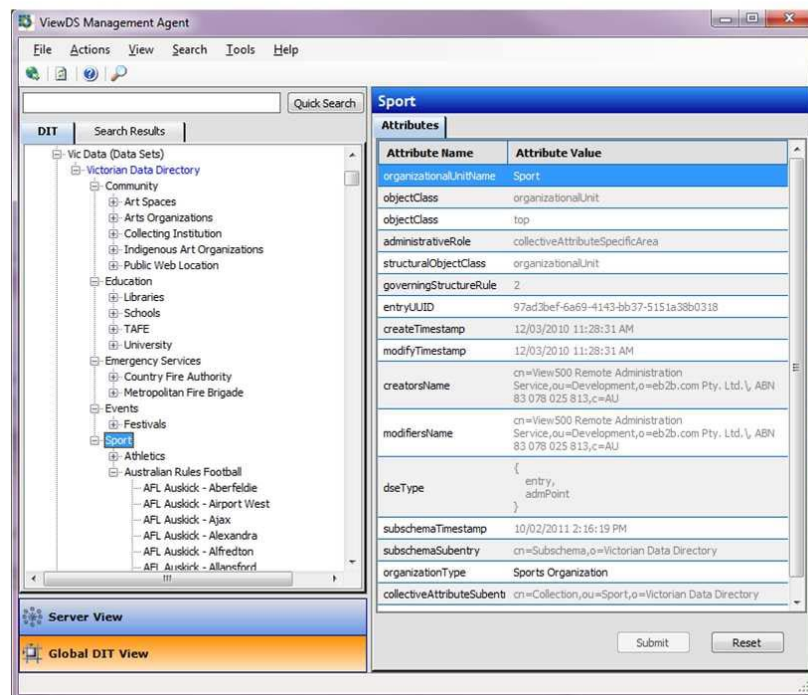 ViewDS Management Agent
File Actions View Search Tools Help
Quick Search
DIT Search Results
Vic Data (Data Sets)
Victorian Data Directory
Community
Art Spaces
Arts Organizations
Collecting Institution
Indigenous Art Organizations
Public Web Location
Education
Libraries
Schools
TAFE
University
Emergency Services
Country Fire Authority
Metropolitan Fire Brigade
Events
Festivals
Sport
Athletics
Australian Rules Football
AFL Auskick - Aberfeldie
AFL Auskick - Airport West
AFL Auskick - Ajax
AFL Auskick - Alexandra
AFL Auskick - Alfredton
AFL Auskick - Allansford
Server View
Global DIT View
Sport
Attributes
Attribute Name Attribute Value
organizationalUnitName Sport
objectClass organizationalUnit
objectClass top
administrativeRole collectiveAttributeSpecificArea
structuralObjectClass organizationalUnit
governingStructureRule 2
entryUUID 97ad3bef-6a69-4143-bb37-5151a38b0318
createTimestamp 12/03/2010 11:28:31 AM
modifyTimestamp 12/03/2010 11:28:31 AM
creatorsName cn=View500 Remote Administration
Service,ou=Development,o=eb2b.com Pty. Ltd.\, ABN
83 078 025 813,c=AU
modifiersName cn=View500 Remote Administration
Service,ou=Development,o=eb2b.com Pty. Ltd.\, ABN
83 078 025 813,c=AU
dseType {
entry,
admPoint
}
subschemaTimestamp 10/02/2011 2:16:19 PM
subschemaSubentry cn=Subschema,o=Victorian Data Directory
organizationType Sports Organization
collectiveAttributeSubenti cn=Collection,ou=Sport,o=Victorian Data Directory
Submit Reset